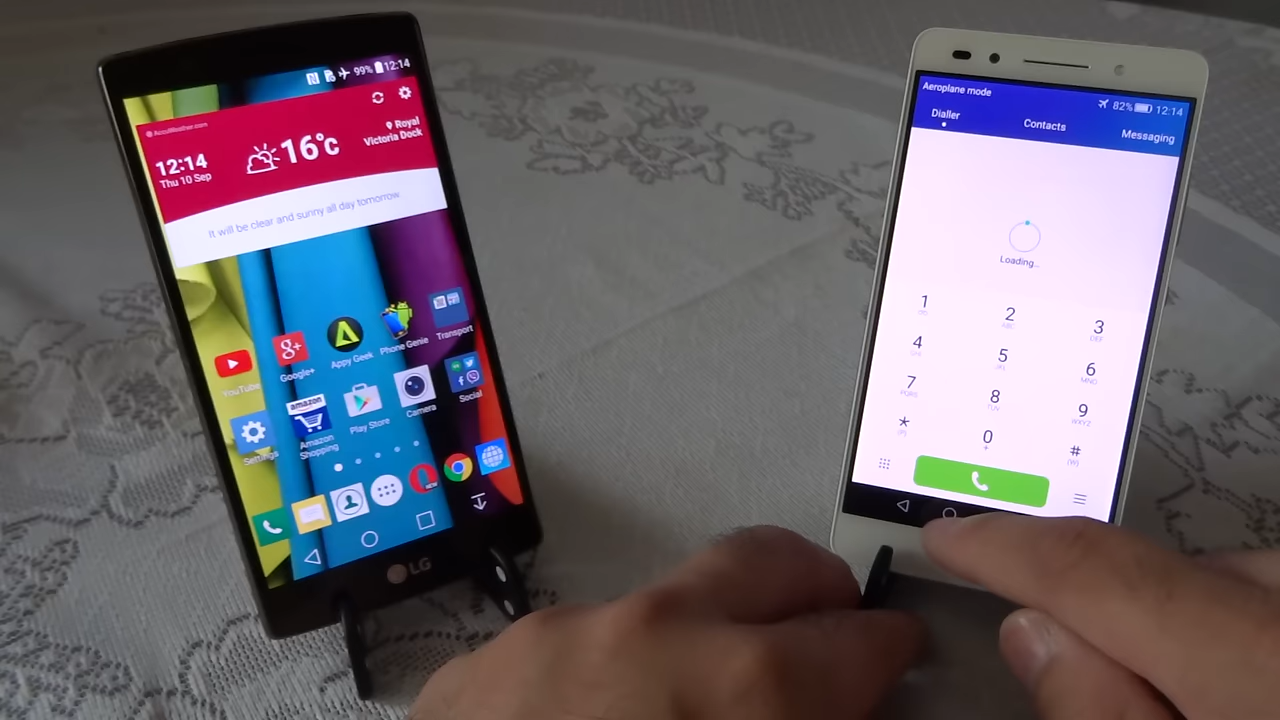 99% 12:14
AccuWeather.com
12:14
Thu 10 Sep
16°C
Royal
Victoria Dock
It will be clear and sunny all day tomorrow
YouTube
Google+
Appy Geek
Phone Genie
Transport
Settings
amazon
Amazon
Shopping
Play Store
Camera
Social
LG
Aeroplane mode
82% 12:14
Dialler
Contacts
Messaging
Loading...
1
2
ABC
3
DEF
4
GHI
5
JKL
6
MNO
7
PQRS
8
TUV
9
WXYZ
*
(P)
0
+
#
(W)